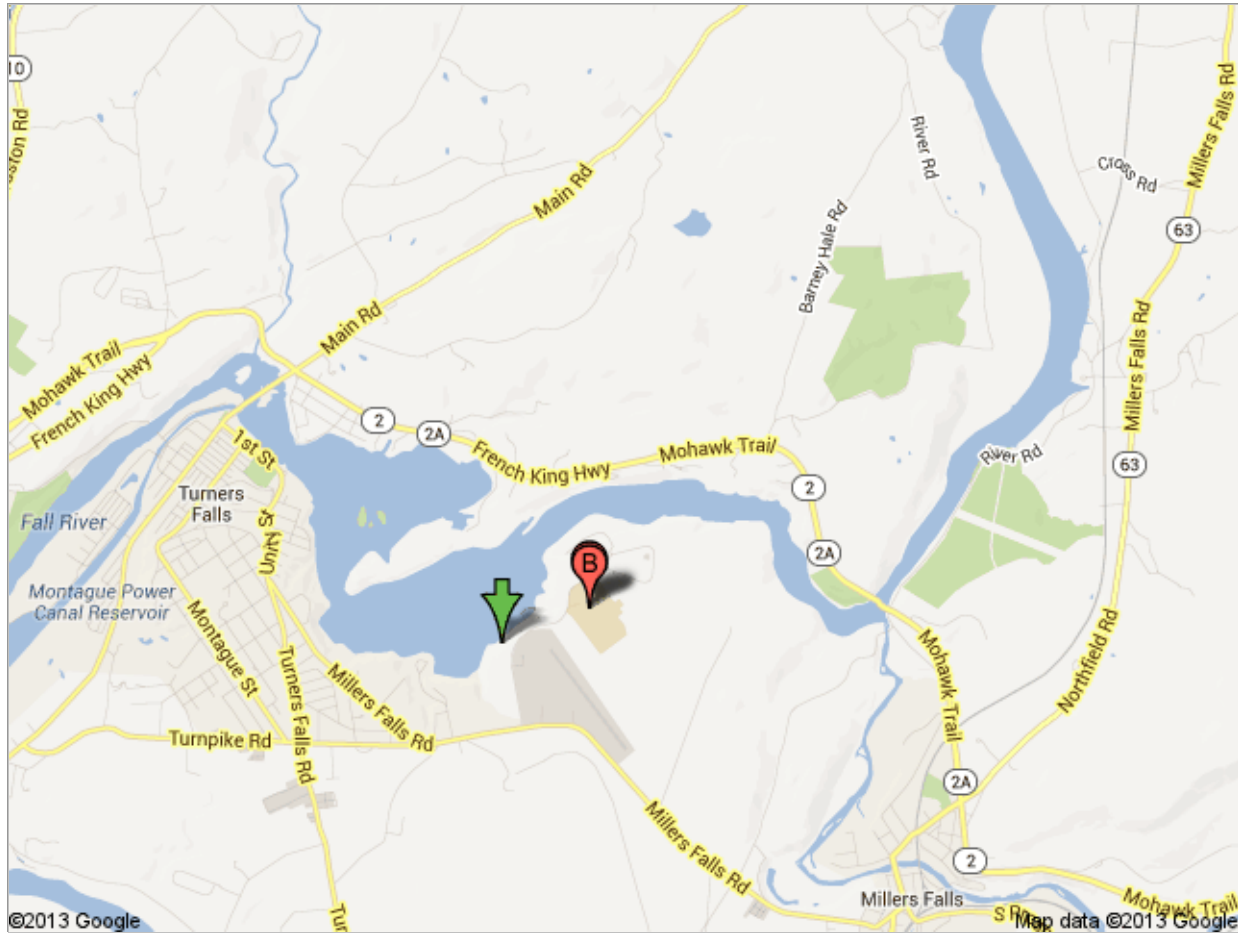 10
ston Rd
Main Rd
River Rd
Cross Rd
Millers Falls Rd
63
Barney Hale Rd
Main Rd
Mohawk Trail
French King Hwy
Millers Falls Rd
2
2A
French King Hwy
Mohawk Trail
River Rd
63
1st St
Turners
Falls
Fall River
Unity St
2
2A
B
Montague Power
Canal Reservoir
Montague St
Turners Falls Rd
Millers Falls Rd
Mohawk Trail
Northfield Rd
Turnpike Rd
2A
Millers Falls Rd
2
Millers Falls
Mohawk Trail
Tur
©2013 Google
Map data ©2013 Google